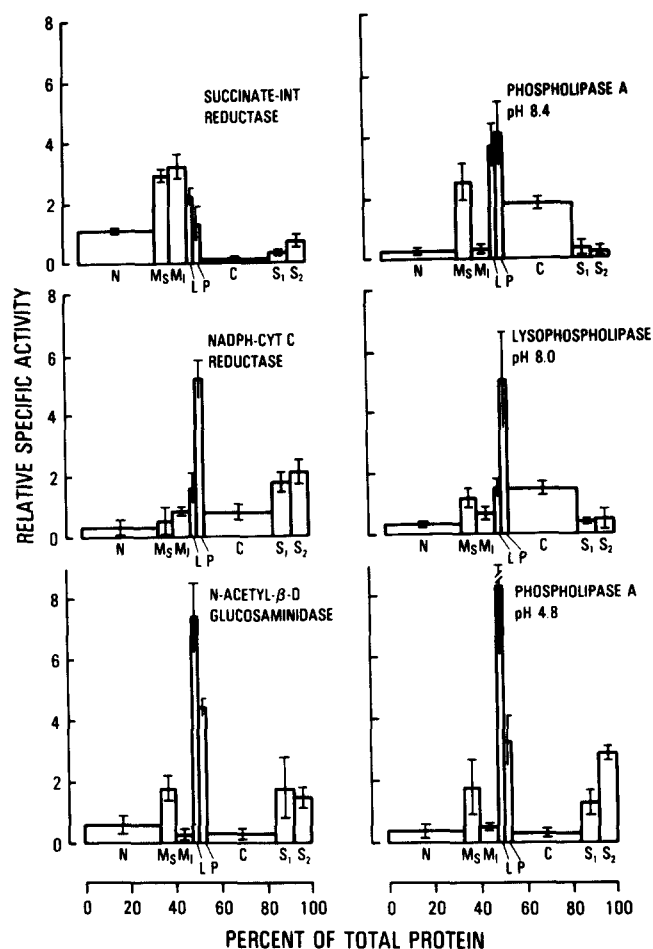 RELATIVE SPECIFIC ACTIVITY
8
6
4
2
0
SUCCINATE-INT
REDUCTASE
N MS MI L P C S1 S2
PHOSPHOLIPASE A
pH 8.4
N MS MI L P C S1 S2
8
6
4
2
0
NADPH-CYT C
REDUCTASE
N MS MI L P C S1 S2
LYSOPHOSPHOLIPASE
pH 8.0
N MS MI L P C S1 S2
8
6
4
2
0
N-ACETYL-β-D
GLUCOSAMINIDASE
N MS MI L P C S1 S2
PHOSPHOLIPASE A
pH 4.8
N MS MI L P C S1 S2
0 20 40 60 80 100
0 20 40 60 80 100
PERCENT OF TOTAL PROTEIN